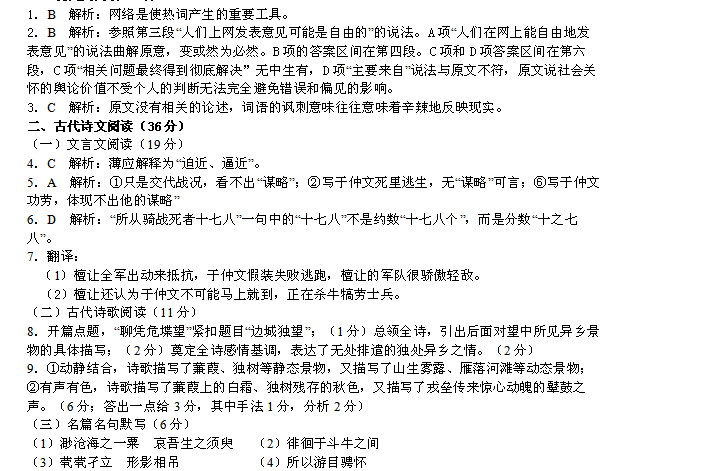 1．B　解析：网络是使热词产生的重要工具。
2．B　解析：参照第三段“人们上网发表意见可能是自由的”的说法。A项“人们在网上能自由地发
表意见”的说法曲解原意，变或然为必然。B项的答案区间在第四段。C项和D项答案区间在第六
段，C项“相关问题最终得到彻底解决”无中生有，D项“主要来自”说法与原文不符，原文说社会关
怀的舆论价值不受个人的判断无法完全避免错误和偏见的影响。
3．C　解析：原文没有相关的论述，词语的讽刺意味往往意味着辛辣地反映现实。
二、古代诗文阅读（36分）
（一）文言文阅读（19分）
4．C　解析：薄应解释为“迫近、逼近”。
5．A　解析：①只是交代战况，看不出“谋略”；②写于仲文死里逃生，无“谋略”可言；⑥写于仲文
功劳，体现不出他的谋略”
6．D　解析：“所从骑战死者十七八”一句中的“十七八”不是约数“十七八个”，而是分数“十之七
八”。
7．翻译：
（1）檀让全军出动来抵抗，于仲文假装失败逃跑，檀让的军队很骄傲轻敌。
（2）檀让还认为于仲文不可能马上就到，正在杀牛犒劳士兵。
（二）古代诗歌阅读（11分）
8．开篇点题，“聊凭危堞望”紧扣题目“边城独望”；（1分）总领全诗，引出后面对望中所见异乡景
物的具体描写；（2分）奠定全诗感情基调，表达了无处排遣的独处异乡之情。（2分）
9．①动静结合，诗歌描写了蒹葭、独树等静态景物，又描写了山生雾露、雁落河滩等动态景物；
②有声有色，诗歌描写了蒹葭上的白霜、独树残存的秋色，又描写了戎垒传来惊心动魄的鼙鼓之
声。（6分；答出一点给3分，其中手法1分，分析2分）
（三）名篇名句默写（6分）
（1）渺沧海之一粟　哀吾生之须臾　（2）徘徊于斗牛之间
（3）茕茕孑立　形影相吊　（4）所以游目骋怀